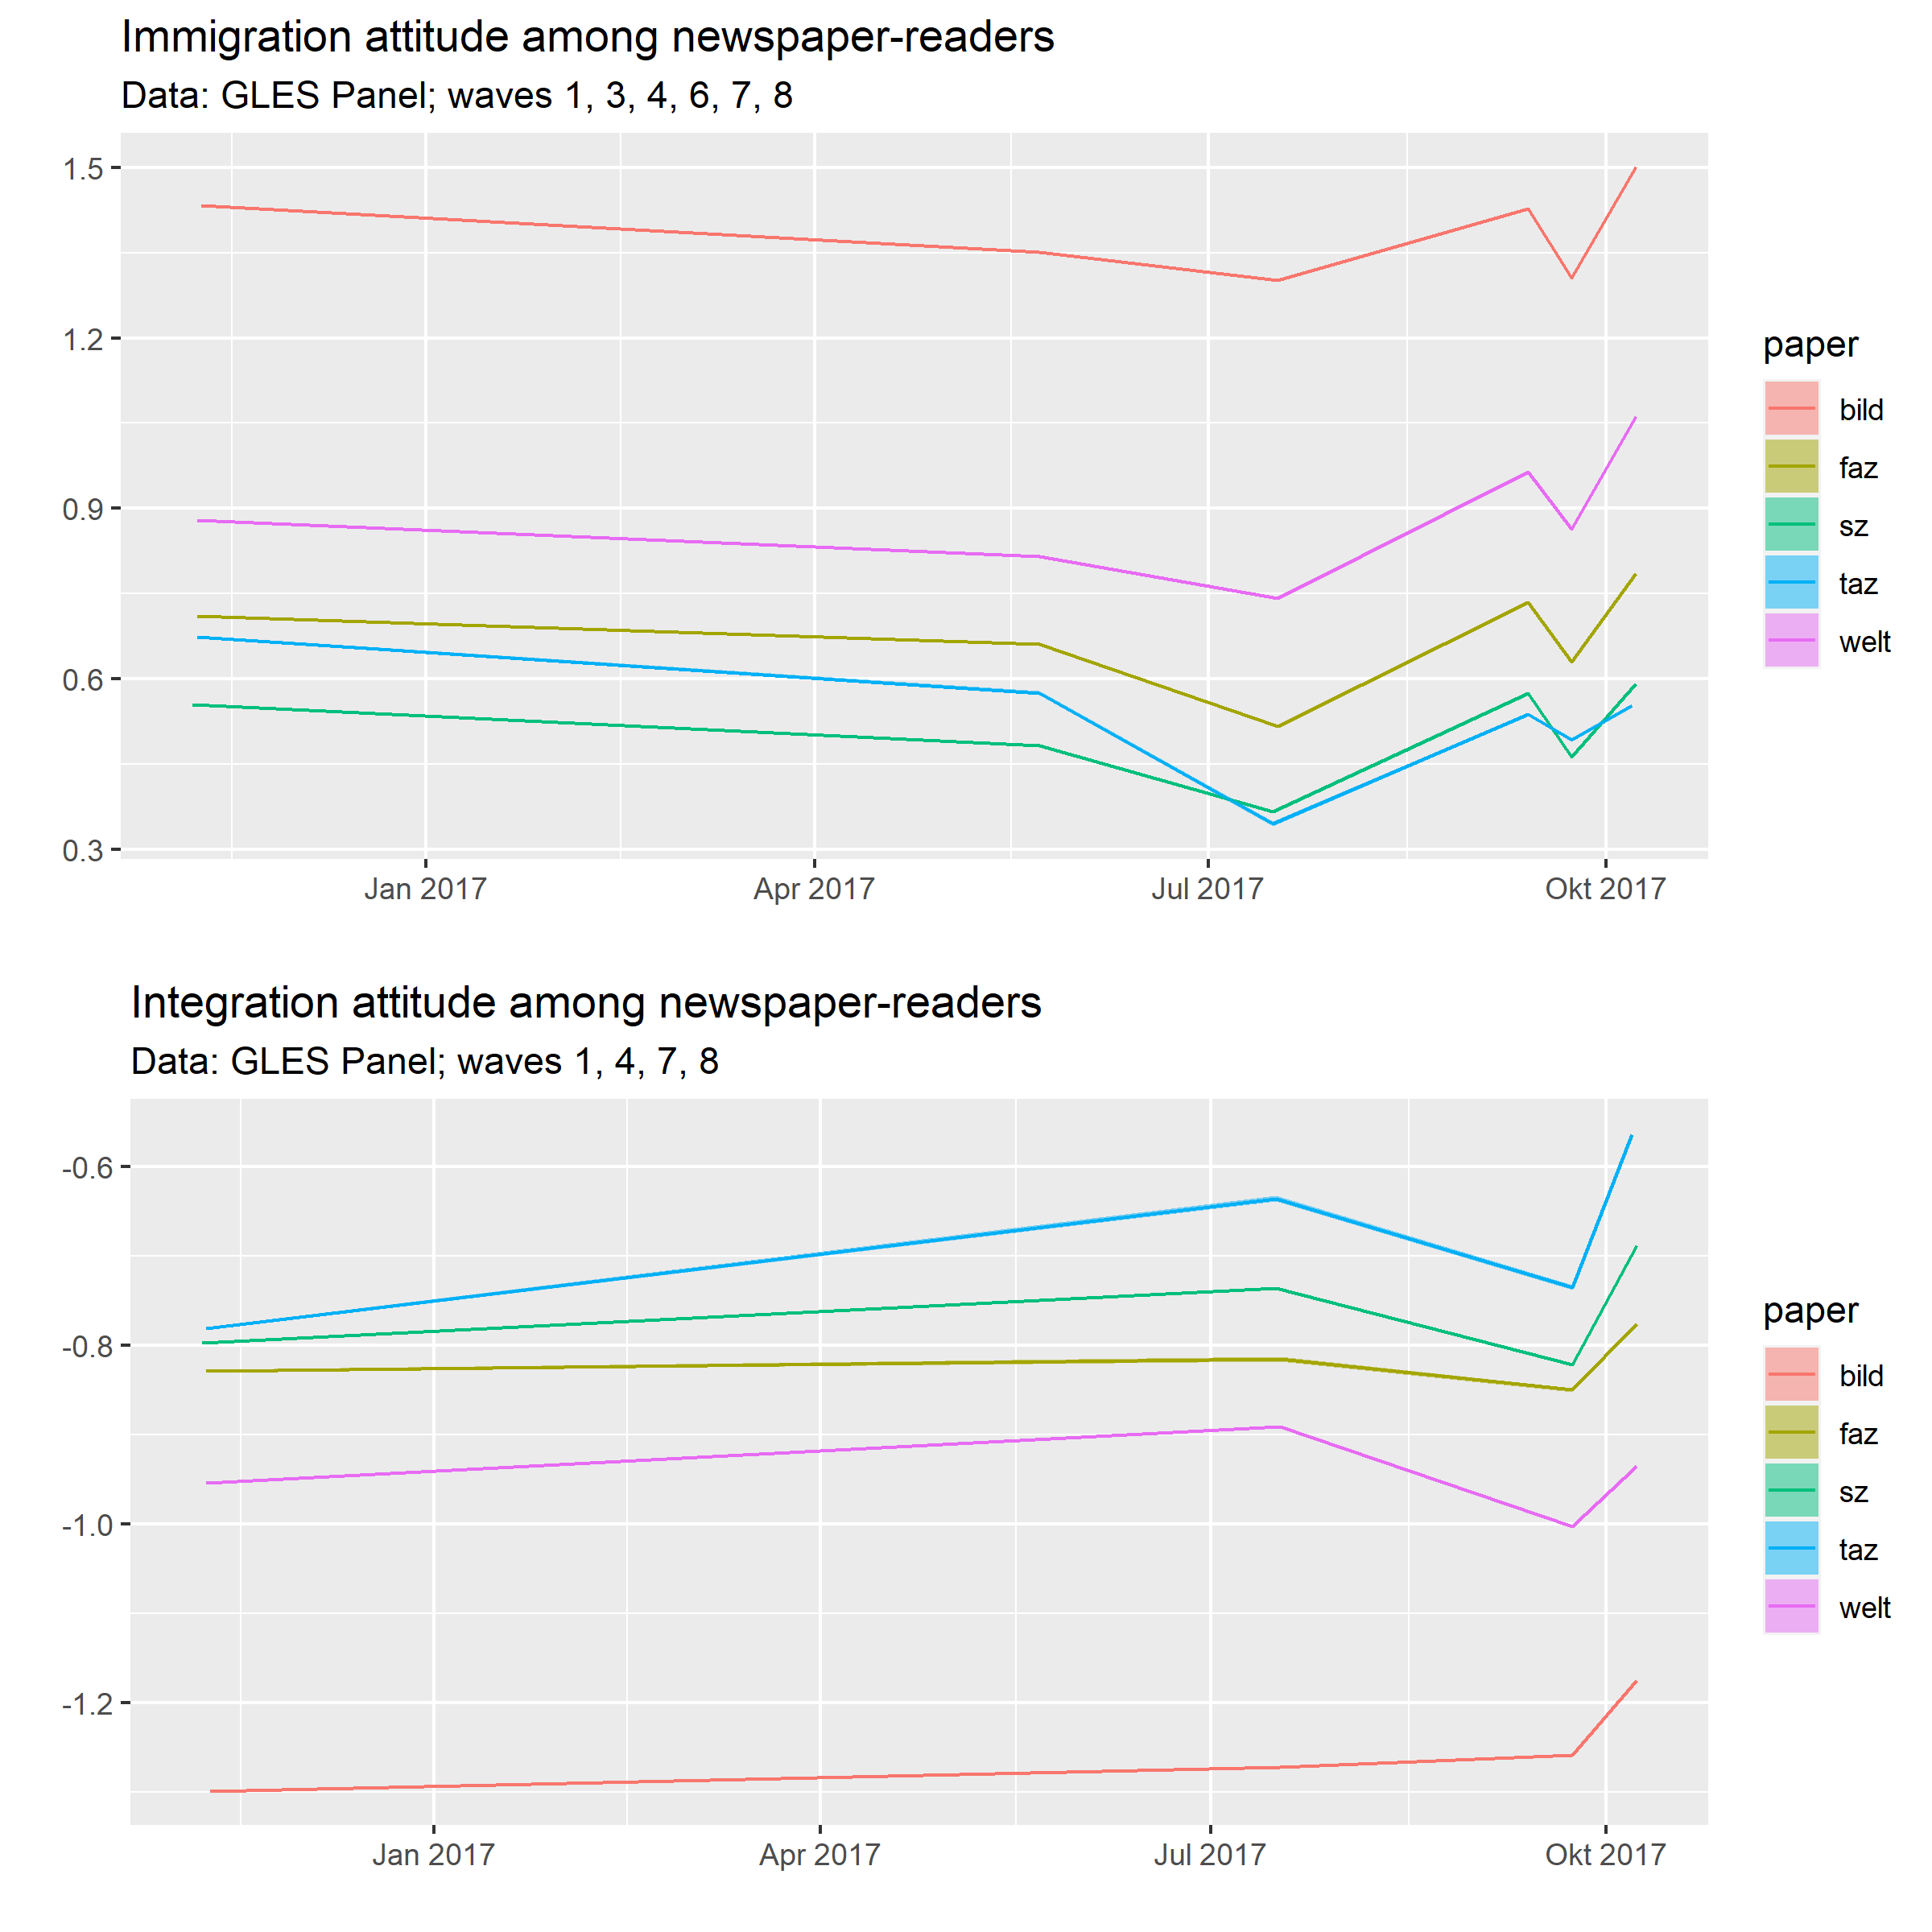 Immigration attitude among newspaper-readers
Data: GLES Panel; waves 1, 3, 4, 6, 7, 8
1.5
1.2
0.9
0.6
0.3
Jan 2017
Apr 2017
Jul 2017
Okt 2017
paper
bild
faz
sz
taz
welt
Integration attitude among newspaper-readers
Data: GLES Panel; waves 1, 4, 7, 8
-0.6
-0.8
-1.0
-1.2
Jan 2017
Apr 2017
Jul 2017
Okt 2017
paper
bild
faz
sz
taz
welt